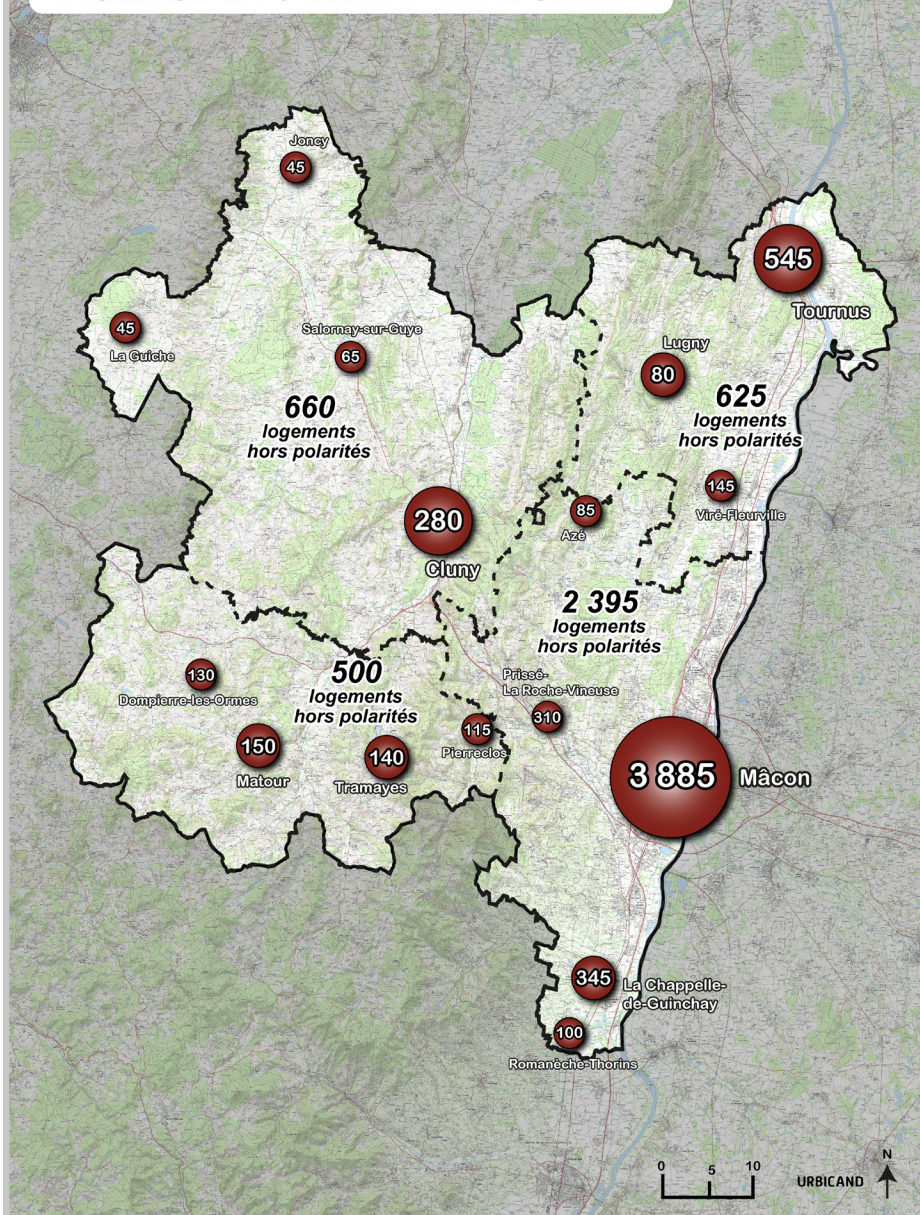 Joncy
45
545
Tournus
45
La Guiche
Salornay-sur-Guye
65
Lugny
80
660
logements
hors polarités
625
logements
hors polarités
145
Viré-Fleurville
85
Azé
280
Cluny
2 395
logements
hors polarités
130
Dompierre-les-Ormes
500
logements
hors polarités
Prissé-
La Roche-Vineuse
310
115
Pierreclos
150
Matour
140
Tramayes
3 885
Mâcon
345
La Chappelle-
de-Guinchay
100
Romanèche-Thorins
0
5
10
URBICAND
N